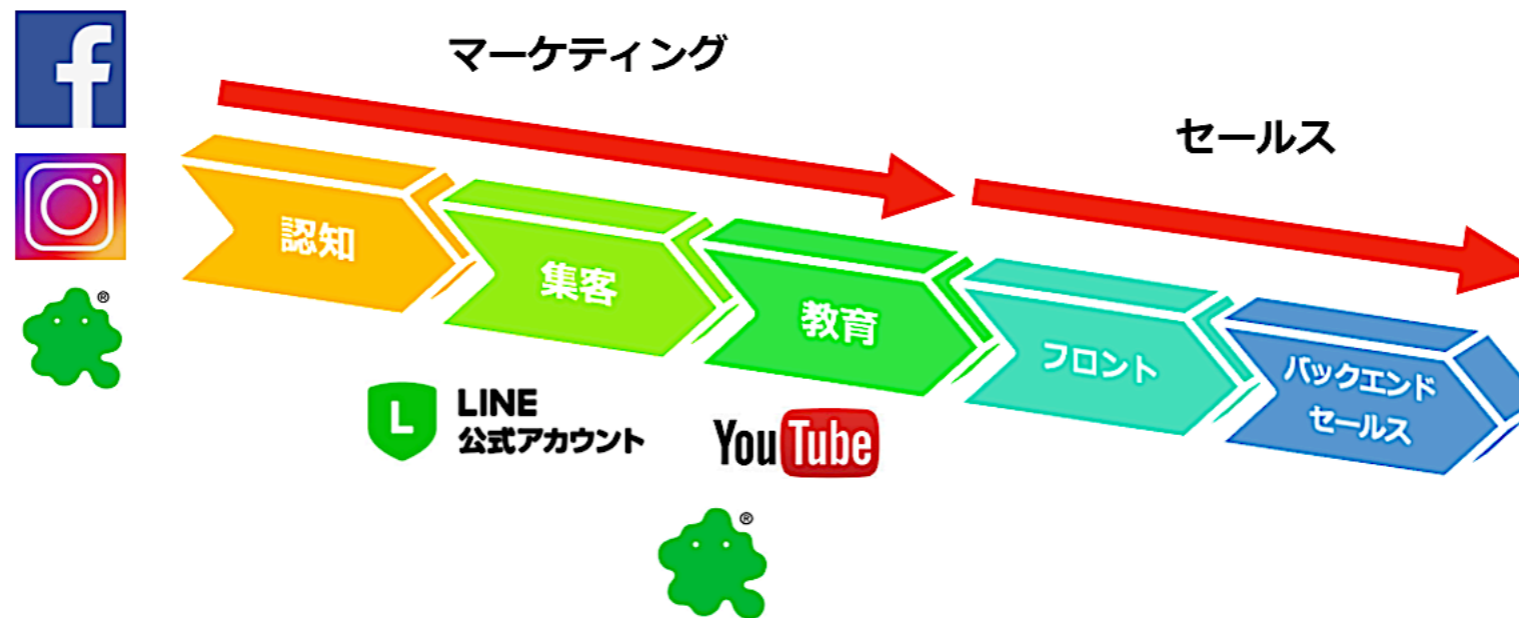 マーケティング
セールス
認知
集客
教育
フロント
バックエンド
セールス
®
L
LINE
公式アカウント
YouTube
®